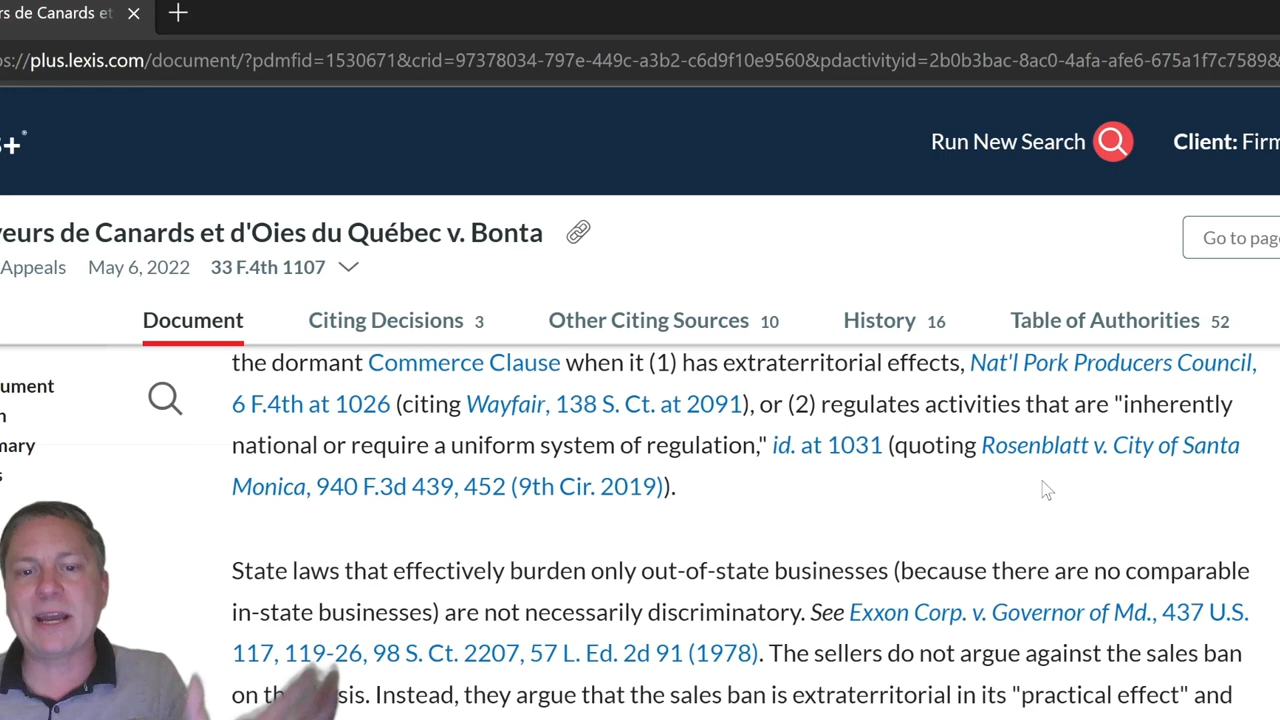 rs de Canards et
ps://plus.lexis.com/document/?pdmfid=1530671&crid=97378034-797e-449c-a3b2-c6d9f10e9560&pdactivityid=2b0b3bac-8ac0-4afa-afe6-675a1f7c7589&
s+
Run New Search
Client: Firm
veurs de Canards et d'Oies du Québec v. Bonta
Go to page
Appeals May 6, 2022 33 F.4th 1107
Document Citing Decisions 3 Other Citing Sources 10 History 16 Table of Authorities 52
the dormant Commerce Clause when it (1) has extraterritorial effects, Nat'l Pork Producers Council,
6 F.4th at 1026 (citing Wayfair, 138 S. Ct. at 2091), or (2) regulates activities that are "inherently
national or require a uniform system of regulation," id. at 1031 (quoting Rosenblatt v. City of Santa
Monica, 940 F.3d 439, 452 (9th Cir. 2019)).
State laws that effectively burden only out-of-state businesses (because there are no comparable
in-state businesses) are not necessarily discriminatory. See Exxon Corp. v. Governor of Md., 437 U.S.
117, 119-26, 98 S. Ct. 2207, 57 L. Ed. 2d 91 (1978). The sellers do not argue against the sales ban
on th sis. Instead, they argue that the sales ban is extraterritorial in its "practical effect" and
cument
n
mary
s